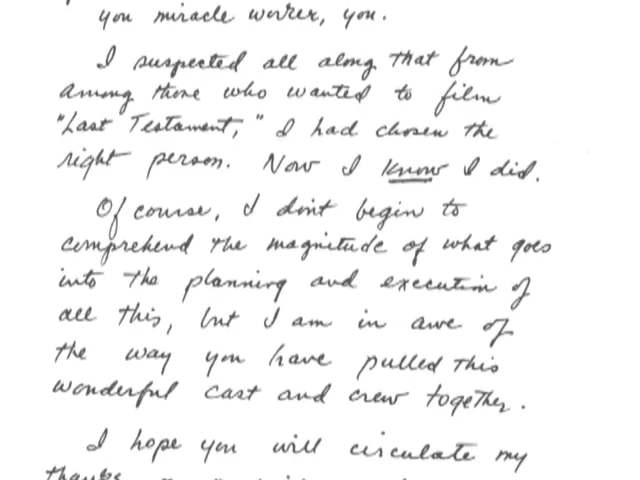 you miracle worker, you.
I suspected all along that from
among those who wanted to film
"Last Testament," I had chosen the
right person. Now I know I did.
Of course, I don't begin to
comprehend the magnitude of what goes
into the planning and execution of
all this, but I am in awe of
the way you have pulled this
wonderful cast and crew together.
I hope you will circulate my
thanks